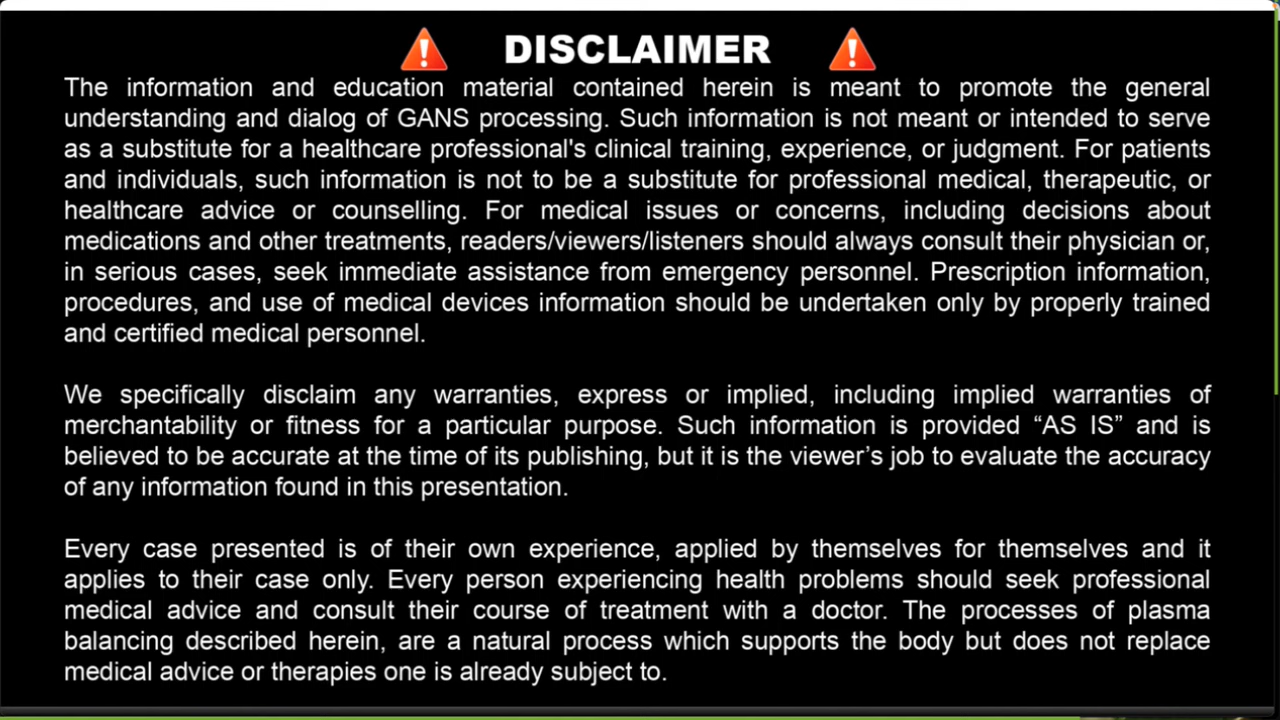 DISCLAIMER
The information and education material contained herein is meant to promote the general
understanding and dialog of GANS processing. Such information is not meant or intended to serve
as a substitute for a healthcare professional's clinical training, experience, or judgment. For patients
and individuals, such information is not to be a substitute for professional medical, therapeutic, or
healthcare advice or counselling. For medical issues or concerns, including decisions about
medications and other treatments, readers/viewers/listeners should always consult their physician or,
in serious cases, seek immediate assistance from emergency personnel. Prescription information,
procedures, and use of medical devices information should be undertaken only by properly trained
and certified medical personnel.
We specifically disclaim any warranties, express or implied, including implied warranties of
merchantability or fitness for a particular purpose. Such information is provided “AS IS” and is
believed to be accurate at the time of its publishing, but it is the viewer’s job to evaluate the accuracy
of any information found in this presentation.
Every case presented is of their own experience, applied by themselves for themselves and it
applies to their case only. Every person experiencing health problems should seek professional
medical advice and consult their course of treatment with a doctor. The processes of plasma
balancing described herein, are a natural process which supports the body but does not replace
medical advice or therapies one is already subject to.